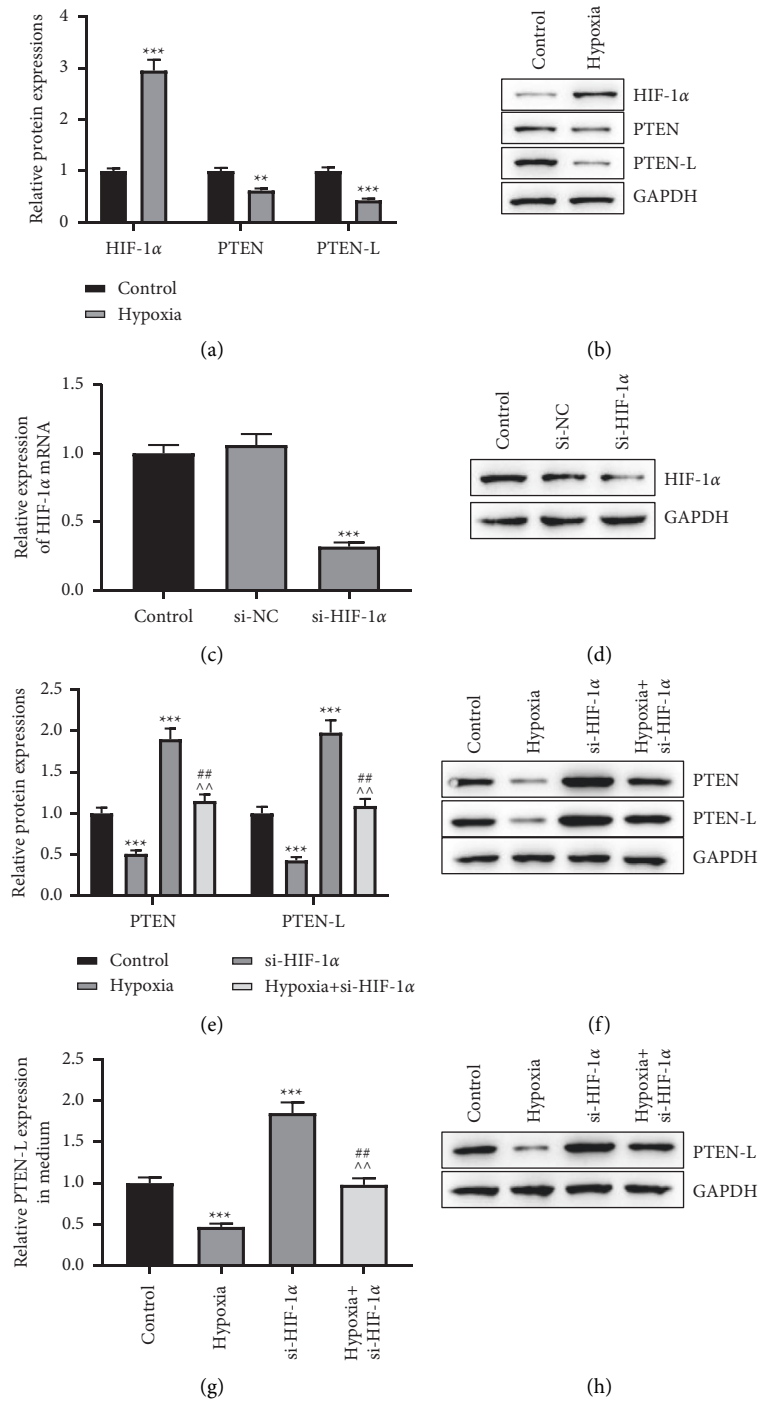 Relative protein expressions
4
3
2
1
0
***
**
***
HIF-1α PTEN PTEN-L
Control
Hypoxia
(a)
Control
Hypoxia
HIF-1α
PTEN
PTEN-L
GAPDH
(b)
Relative expression
of HIF-1α mRNA
1.5
1.0
0.5
0.0
***
Control si-NC si-HIF-1α
(c)
Control
Si-NC
Si-HIF-1α
HIF-1α
GAPDH
(d)
Relative protein expressions
2.5
2.0
1.5
1.0
0.5
0.0
***
***
##
^^
***
***
##
^^
PTEN PTEN-L
Control
Hypoxia
si-HIF-1α
Hypoxia+si-HIF-1α
(e)
Control
Hypoxia
si-HIF-1α
Hypoxia+
si-HIF-1α
PTEN
PTEN-L
GAPDH
(f)
Relative PTEN-L expression
in medium
2.5
2.0
1.5
1.0
0.5
0.0
***
***
##
^^
Control
Hypoxia
si-HIF-1α
Hypoxia+
si-HIF-1α
(g)
Control
Hypoxia
si-HIF-1α
Hypoxia+
si-HIF-1α
PTEN-L
GAPDH
(h)